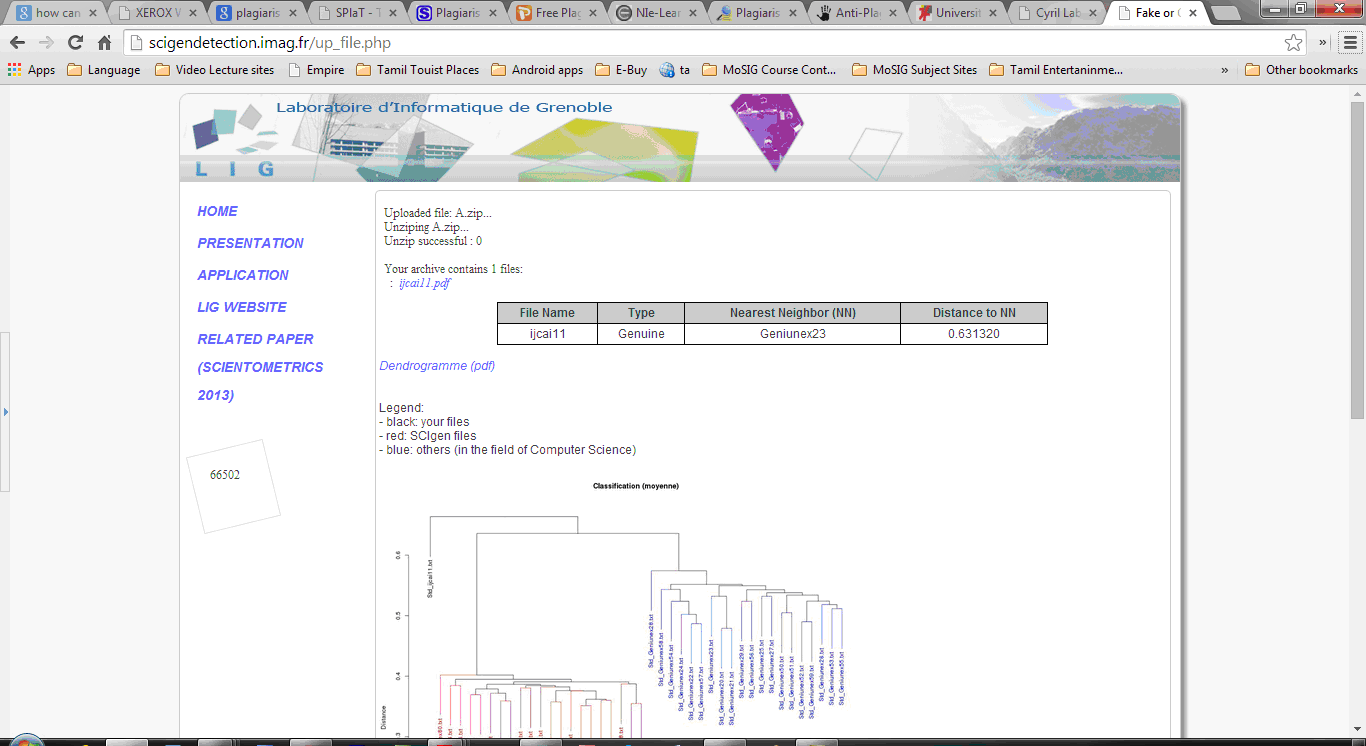 how can
XEROX W
plagiaris
SPlaT - T
Plagiaris
Free Plag
NIe-Lear
Plagiaris
Anti-Plag
Universit
Cyril Lab
Fake or
scigendetection.imag.fr/up_file.php
Apps Language Video Lecture sites Empire Tamil Touist Places Android apps E-Buy ta MoSIG Course Cont... MoSIG Subject Sites Tamil Entertaninme... » Other bookmarks
Laboratoire d'Informatique de Grenoble
L I G
HOME
PRESENTATION
APPLICATION
LIG WEBSITE
RELATED PAPER
(SCIENTOMETRICS
2013)
66502
Uploaded file: A.zip...
Unziping A.zip...
Unzip successful : 0
Your archive contains 1 files:
: ijcai11.pdf
File Name Type Nearest Neighbor (NN) Distance to NN
ijcai11 Genuine Geniunex23 0.631320
Dendrogramme (pdf)
Legend:
- black: your files
- red: SCIgen files
- blue: others (in the field of Computer Science)
Classification (moyenne)
0.6
0.5
0.4
Distance
Std_ijcai11.txt
Std_Geniunex28.txt
Std_Geniunex58.txt
Std_Geniunex54.txt
Std_Geniunex24.txt
Std_Geniunex22.txt
Std_Geniunex57.txt
Std_Geniunex23.txt
Std_Geniunex20.txt
Std_Geniunex21.txt
Std_Geniunex29.txt
Std_Geniunex56.txt
Std_Geniunex25.txt
Std_Geniunex27.txt
Std_Geniunex50.txt
Std_Geniunex51.txt
Std_Geniunex52.txt
Std_Geniunex59.txt
Std_Geniunex26.txt
Std_Geniunex53.txt
Std_Geniunex55.txt